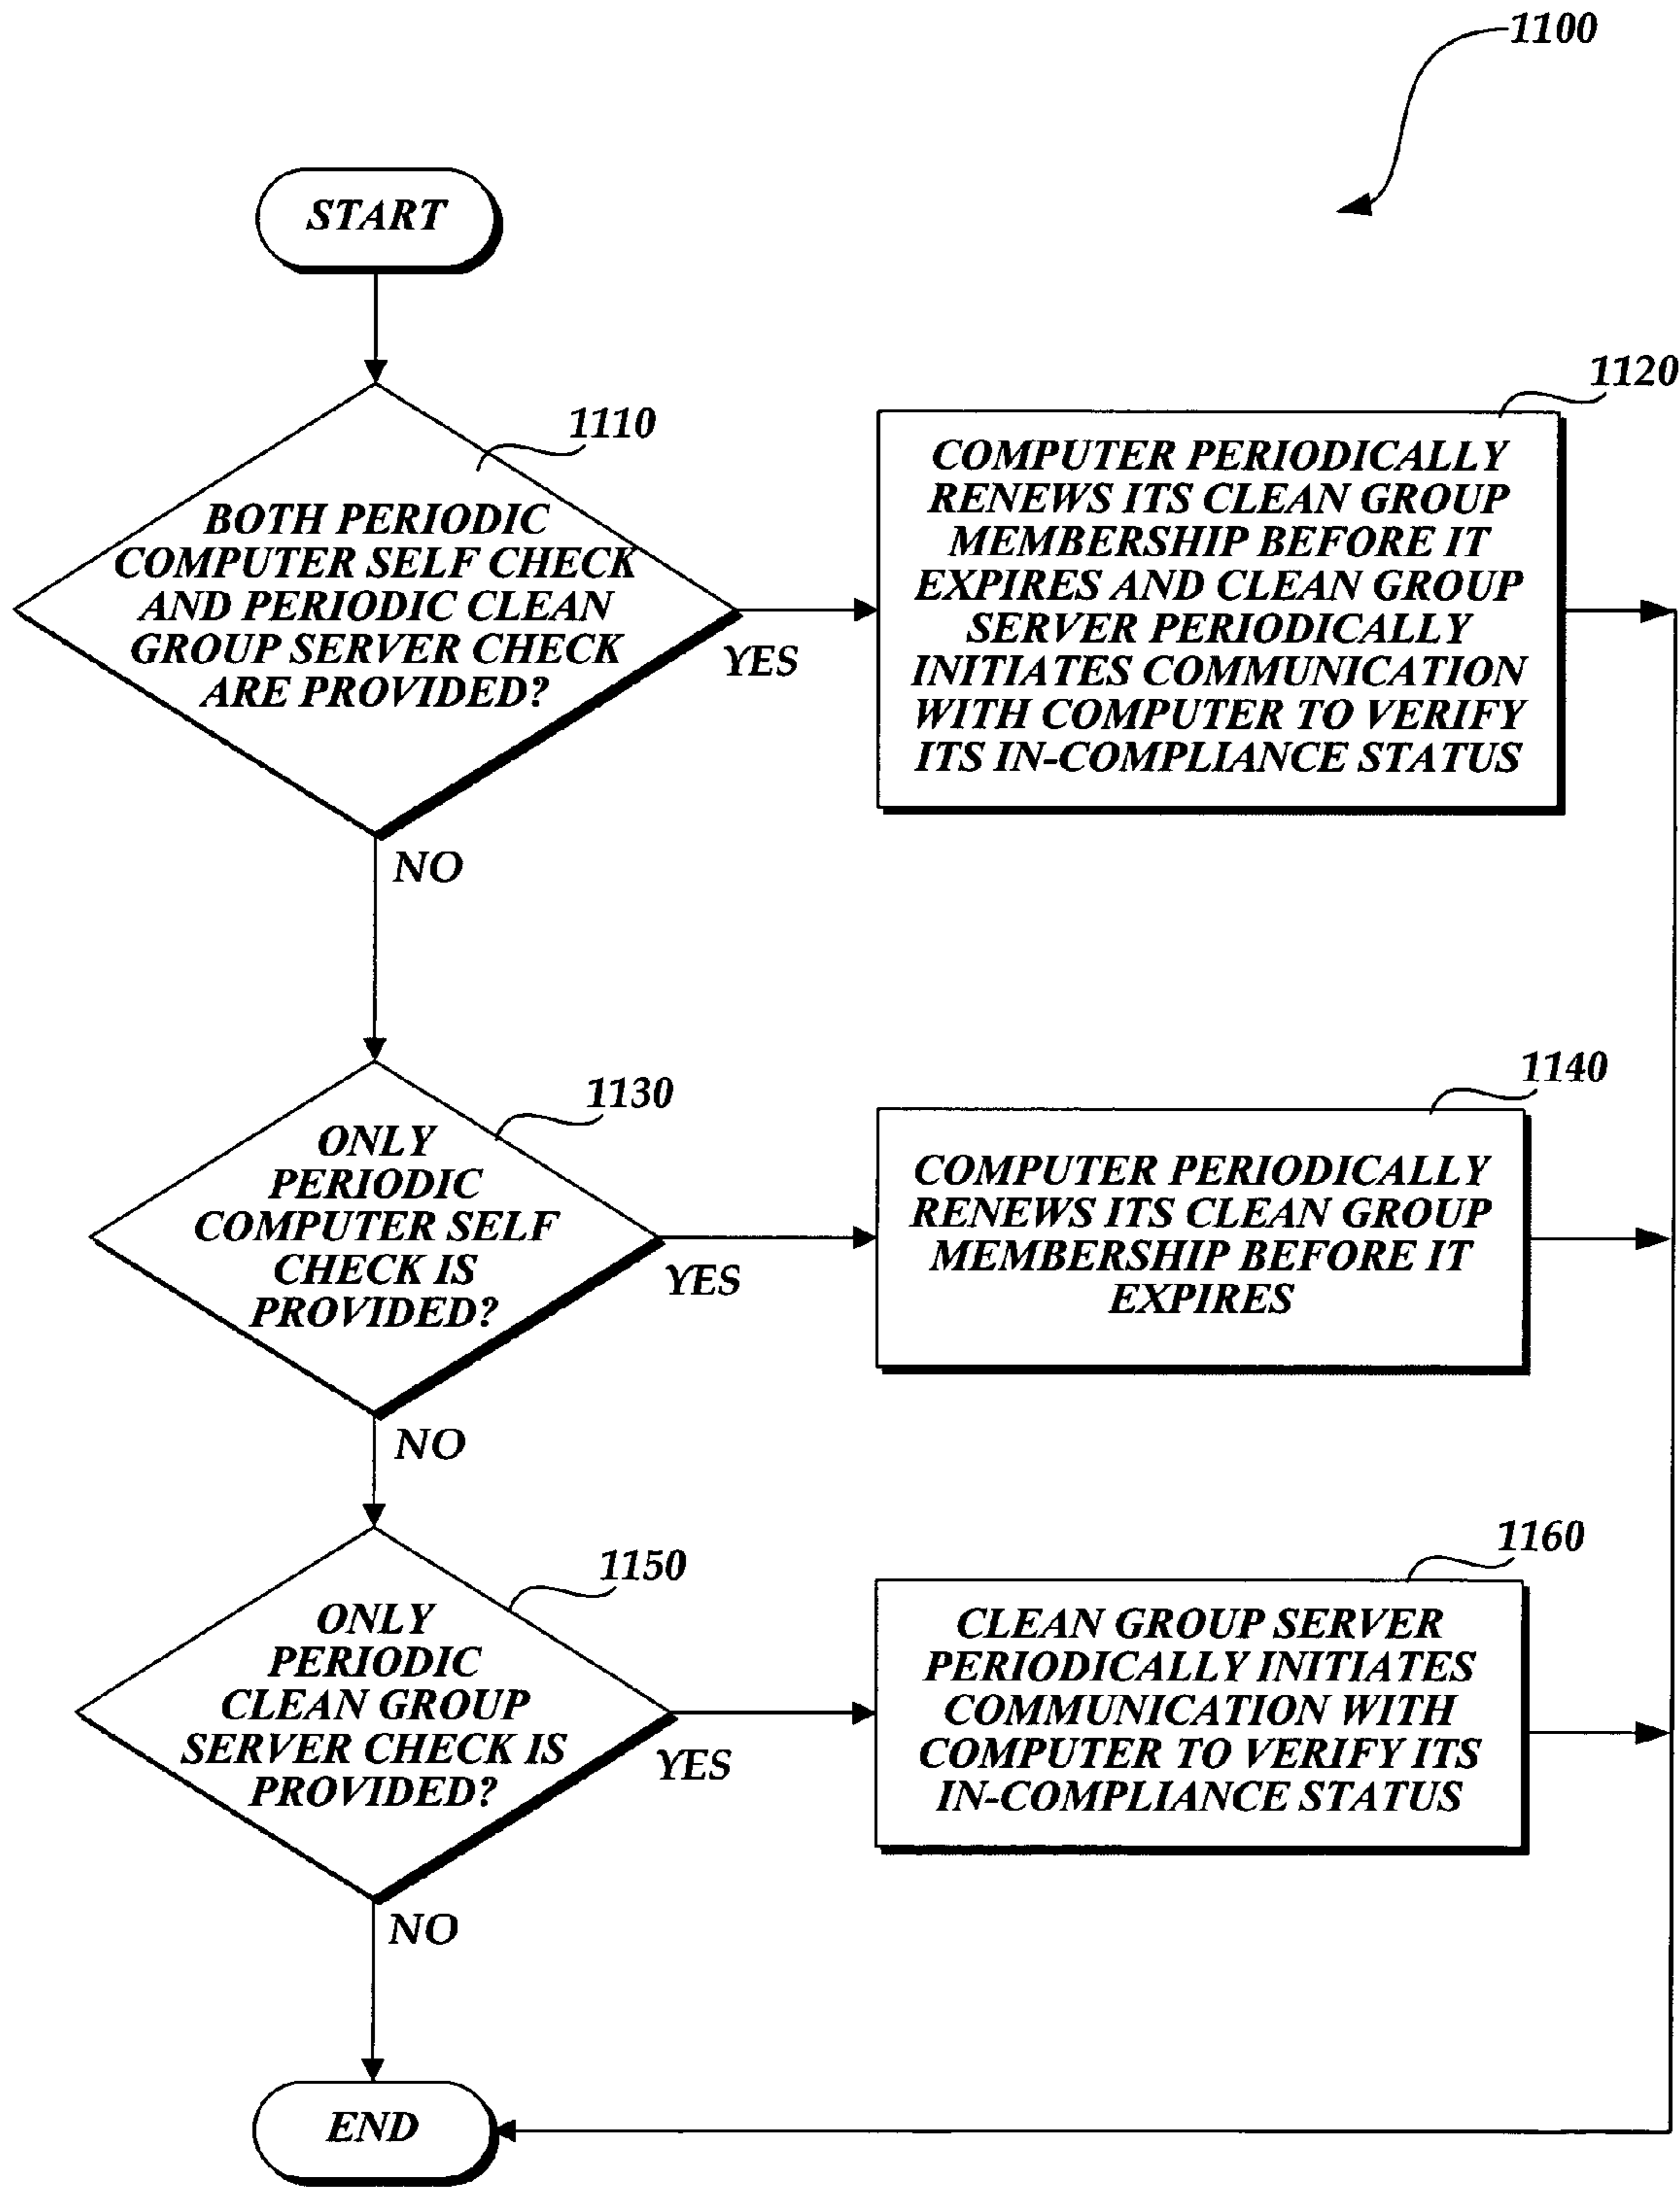 1100
START
1110
BOTH PERIODIC
COMPUTER SELF CHECK
AND PERIODIC CLEAN
GROUP SERVER CHECK
ARE PROVIDED?
YES
NO
1120
COMPUTER PERIODICALLY
RENEWS ITS CLEAN GROUP
MEMBERSHIP BEFORE IT
EXPIRES AND CLEAN GROUP
SERVER PERIODICALLY
INITIATES COMMUNICATION
WITH COMPUTER TO VERIFY
ITS IN-COMPLIANCE STATUS
1130
ONLY
PERIODIC
COMPUTER SELF
CHECK IS
PROVIDED?
YES
NO
1140
COMPUTER PERIODICALLY
RENEWS ITS CLEAN GROUP
MEMBERSHIP BEFORE IT
EXPIRES
1150
ONLY
PERIODIC
CLEAN GROUP
SERVER CHECK IS
PROVIDED?
YES
NO
1160
CLEAN GROUP SERVER
PERIODICALLY INITIATES
COMMUNICATION WITH
COMPUTER TO VERIFY ITS
IN-COMPLIANCE STATUS
END